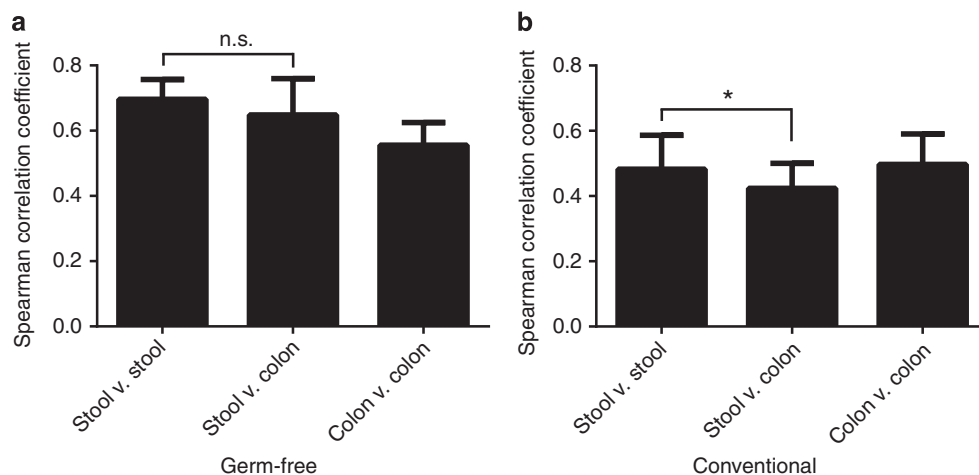 a
Spearman correlation coefficient
0.8
0.6
0.4
0.2
0.0
n.s.
Stool v. stool
Stool v. colon
Colon v. colon
Germ-free
b
Spearman correlation coefficient
0.8
0.6
0.4
0.2
0.0
*
Stool v. stool
Stool v. colon
Colon v. colon
Conventional